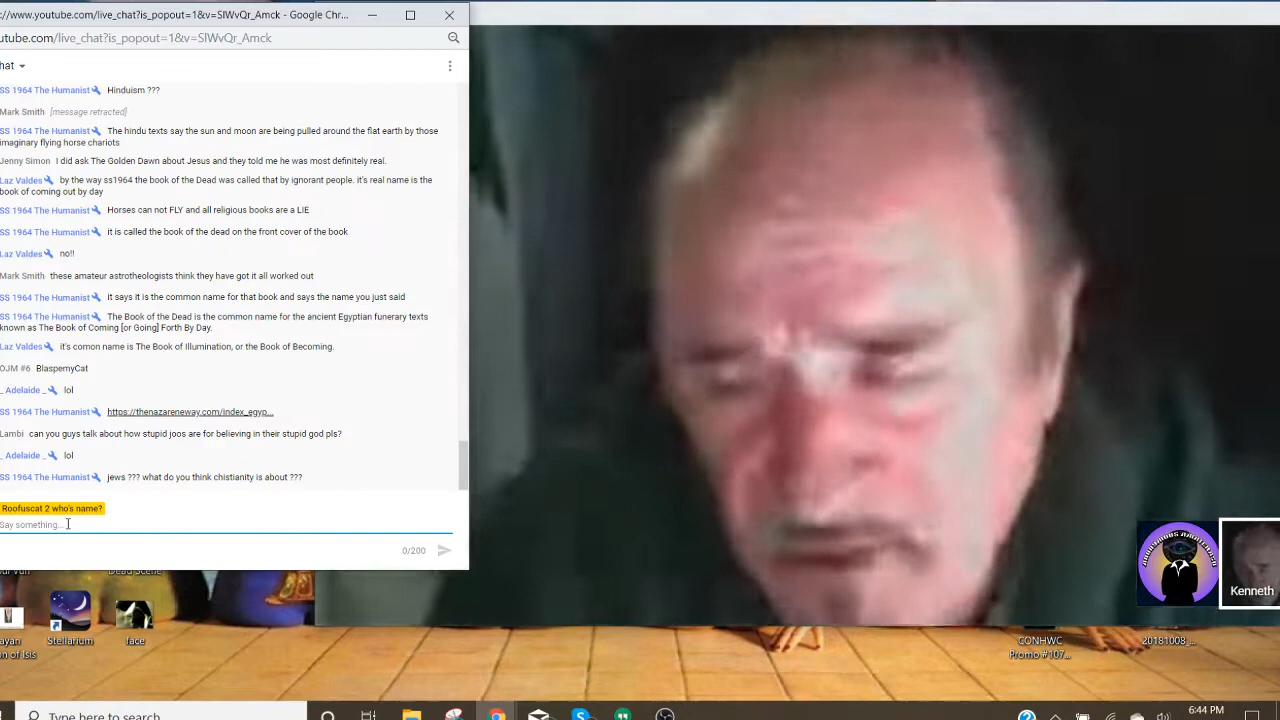 ://www.youtube.com/live_chat?is_popout=1&v=SlWvQr_Amck - Google Chr...
utube.com/live_chat?is_popout=1&v=SlWvQr_Amck
hat
SS 1964 The Humanist Hinduism ???
Mark Smith [message retracted]
SS 1964 The Humanist The hindu texts say the sun and moon are being pulled around the flat earth by those
imaginary flying horse chariots
Jenny Simon I did ask The Golden Dawn about Jesus and they told me he was most definitely real.
Laz Valdes by the way ss1964 the book of the Dead was called that by ignorant people. it's real name is the
book of coming out by day
SS 1964 The Humanist Horses can not FLY and all religious books are a LIE
SS 1964 The Humanist it is called the book of the dead on the front cover of the book
Laz Valdes no!!
Mark Smith these amateur astrotheologists think they have got it all worked out
SS 1964 The Humanist it says it is the common name for that book and says the name you just said
SS 1964 The Humanist The Book of the Dead is the common name for the ancient Egyptian funerary texts
known as The Book of Coming [or Going] Forth By Day.
Laz Valdes it's comon name is The Book of Illumination, or the Book of Becoming.
OJM #6 BlaspemyCat
_ Adelaide _ lol
SS 1964 The Humanist https://thenazareneway.com/index_egyp...
Lambi can you guys talk about how stupid joos are for believing in their stupid god pls?
_ Adelaide _ lol
SS 1964 The Humanist jews ??? what do you think chistianity is about ???
Roofuscat 2 who's name?
Say something...
0/200
Dead Scene
ayan
on of Isis
Stellarium
face
Kenneth
CONHWC
Promo #107...
20181008_...
Type here to search
6:44 PM